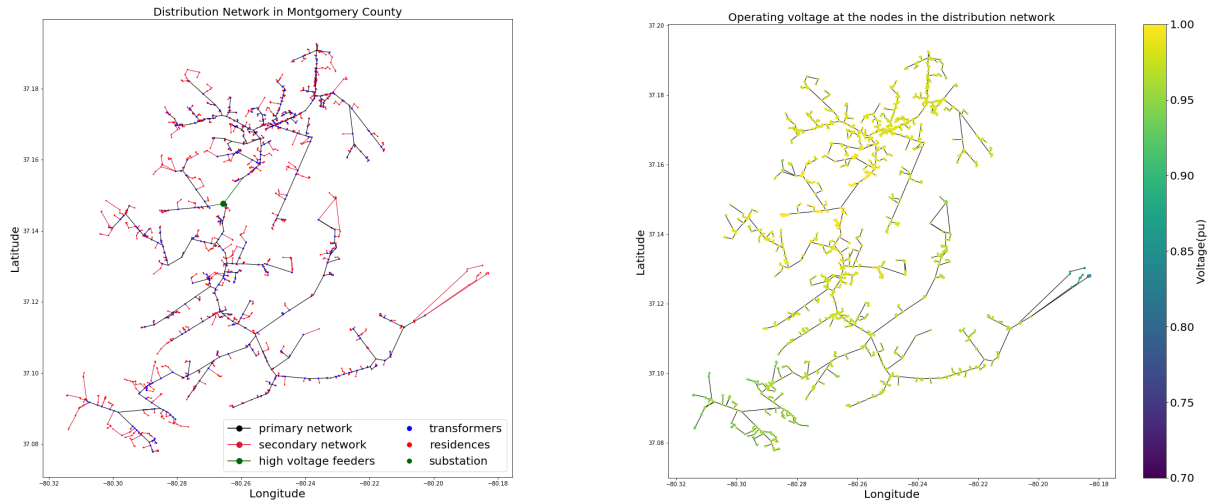 Distribution Network in Montgomery County
37.18
37.16
37.14
37.12
37.10
37.08
Latitude
−80.32
−80.30
−80.28
−80.26
−80.24
−80.22
−80.20
−80.18
Longitude
primary network
secondary network
high voltage feeders
transformers
residences
substation
Operating voltage at the nodes in the distribution network
37.20
37.18
37.16
37.14
37.12
37.10
37.08
Latitude
−80.32
−80.30
−80.28
−80.26
−80.24
−80.22
−80.20
−80.18
Longitude
1.00
0.95
0.90
0.85
0.80
0.75
0.70
Voltage(pu)